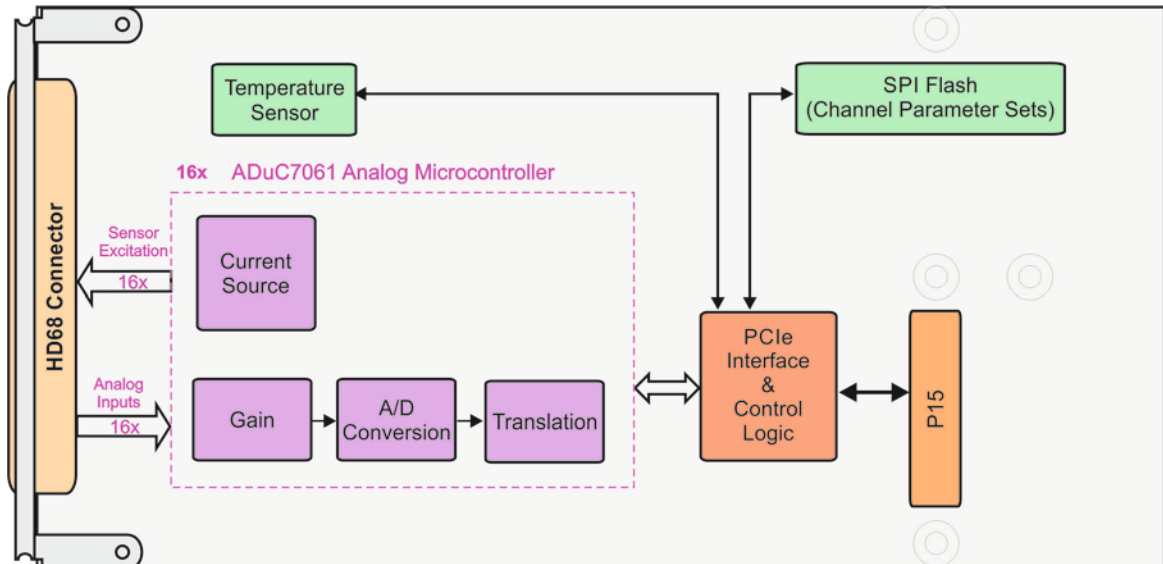 Temperature
Sensor
SPI Flash
(Channel Parameter Sets)
16x ADuC7061 Analog Microcontroller
HD68 Connector
Sensor
Excitation
16x
Current
Source
Analog
Inputs
16x
Gain
A/D
Conversion
Translation
PCIe
Interface
&
Control
Logic
P15